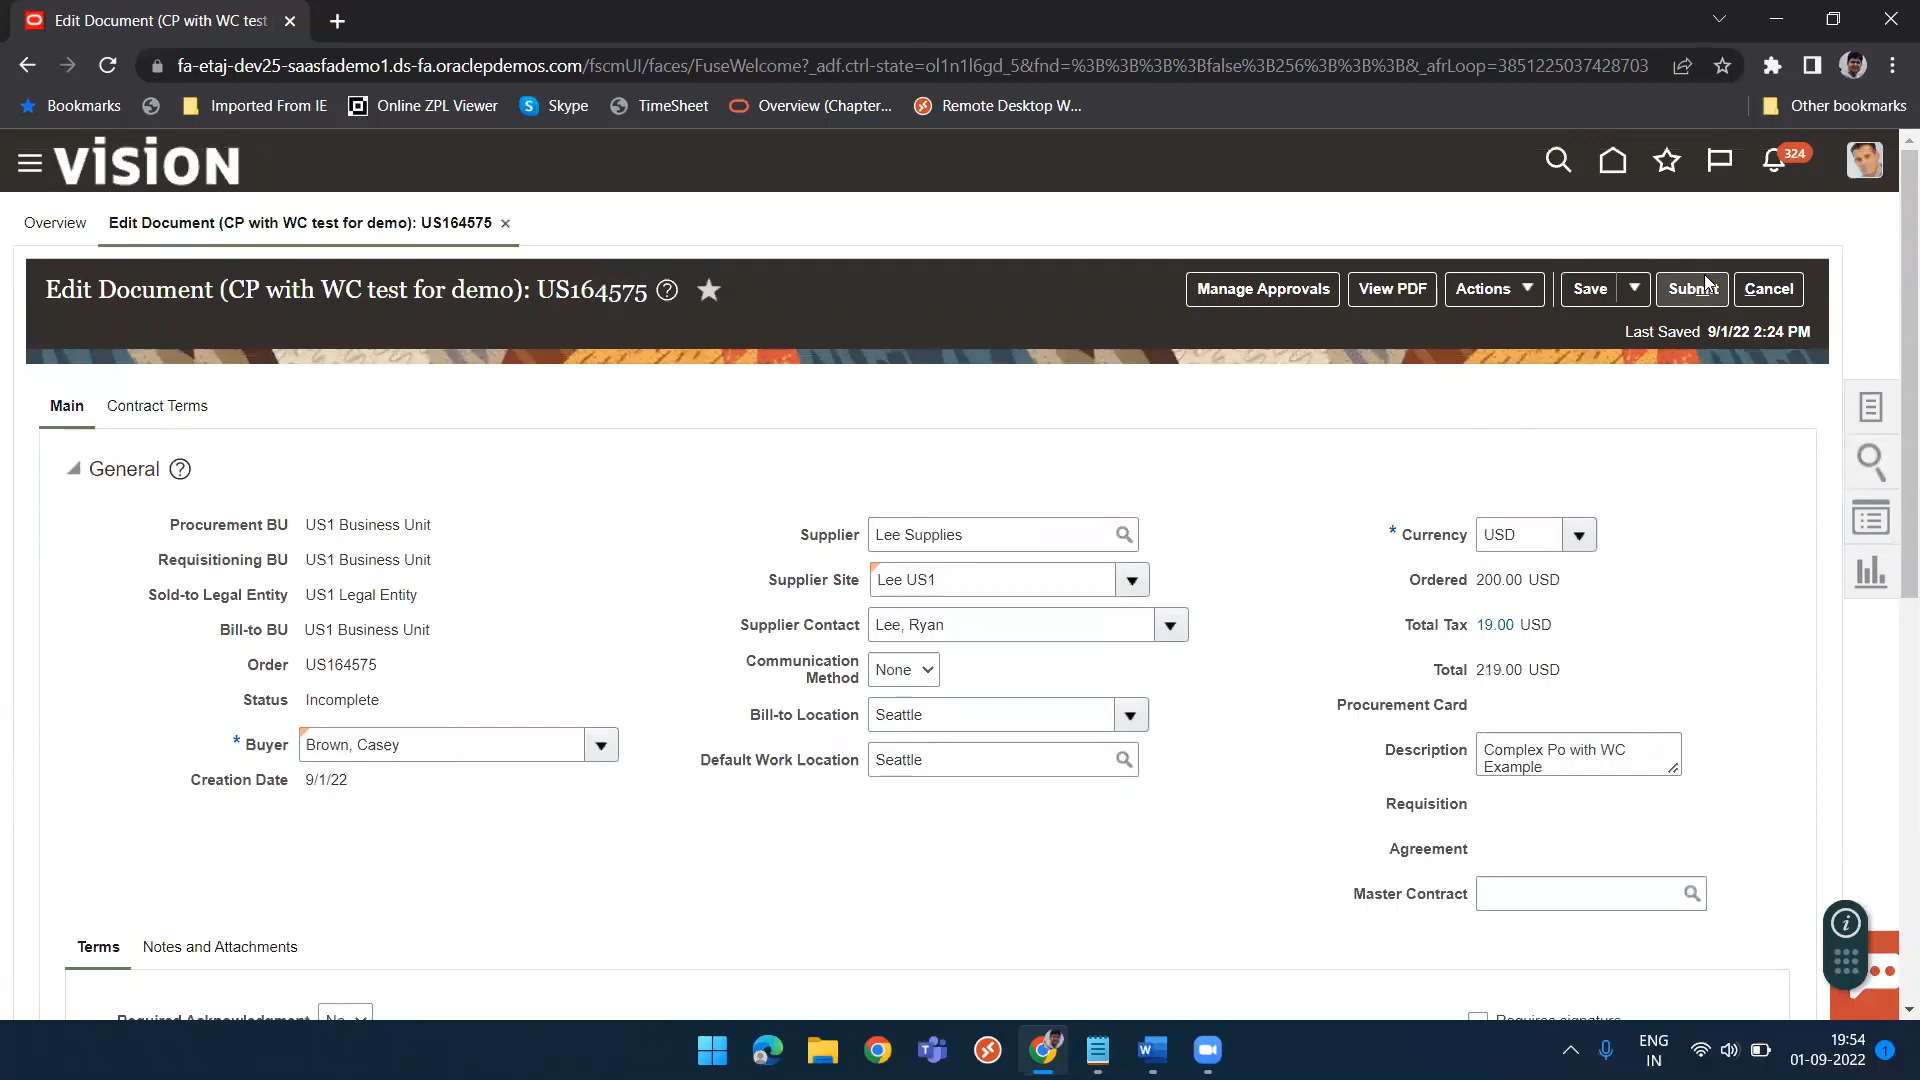 Edit Document (CP with WC test
fa-etaj-dev25-saasfademo1.ds-fa.oraclepdemos.com/fscmUI/faces/FuseWelcome?_adf.ctrl-state=ol1n1l6gd_5&fnd=%3B%3B%3B%3Bfalse%3B256%3B%3B%3B&_afrLoop=3851225037428703
Bookmarks Imported From IE Online ZPL Viewer Skype TimeSheet Overview (Chapter... Remote Desktop W... Other bookmarks
vision 324
Overview Edit Document (CP with WC test for demo): US164575
Edit Document (CP with WC test for demo): US164575 Manage Approvals View PDF Actions Save Submit Cancel
Last Saved 9/1/22 2:24 PM
Main Contract Terms
General
Procurement BU US1 Business Unit
Requisitioning BU US1 Business Unit
Sold-to Legal Entity US1 Legal Entity
Bill-to BU US1 Business Unit
Order US164575
Status Incomplete
* Buyer Brown, Casey
Creation Date 9/1/22
Supplier Lee Supplies
Supplier Site Lee US1
Supplier Contact Lee, Ryan
Communication
Method None
Bill-to Location Seattle
Default Work Location Seattle
* Currency USD
Ordered 200.00 USD
Total Tax 19.00 USD
Total 219.00 USD
Procurement Card
Description Complex Po with WC
Example
Requisition
Agreement
Master Contract
Terms Notes and Attachments
Required Acknowledgment No
Requires signature
ENG
IN
19:54
01-09-2022
1